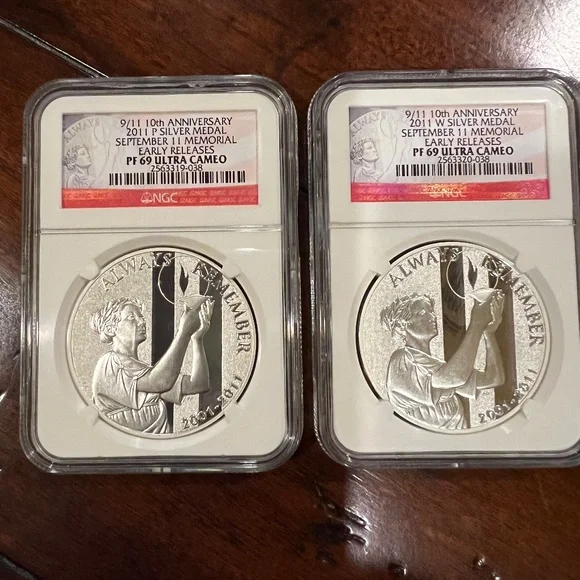 9/11 10th ANNIVERSARY
2011 P SILVER MEDAL
SEPTEMBER 11 MEMORIAL
EARLY RELEASES
PF 69 ULTRA CAMEO
2563319-038
NGC
ALWAYS
ALWAYS REMEMBER
2001-2011
9/11 10th ANNIVERSARY
2011 W SILVER MEDAL
SEPTEMBER 11 MEMORIAL
EARLY RELEASES
PF 69 ULTRA CAMEO
2563320-038
NGC
ALWAYS
ALWAYS REMEMBER
2001-2011